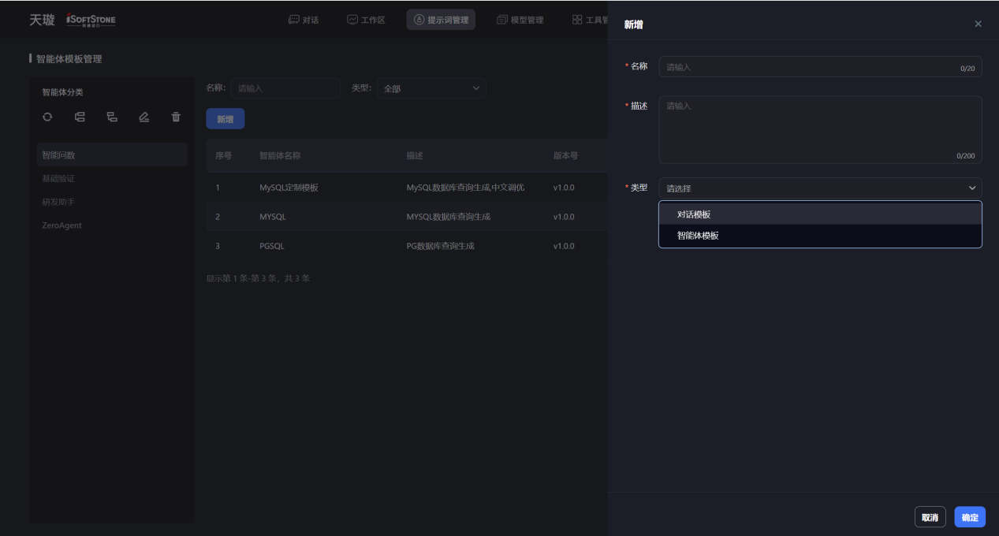 天璇 iSOFTSTONE
对话 工作区 提示词管理 模型管理 工具管
智能体模板管理
智能体分类
智能问数
基础验证
研发助手
ZeroAgent
名称: 请输入 类型: 全部
新增
序号 智能体名称 描述 版本号
1 MySQL定制模板 MySQL数据库查询生成,中文调优 v1.0.0
2 MYSQL MYSQL数据库查询生成 v1.0.0
3 PGSQL PG数据库查询生成 v1.0.0
显示第 1 条-第 3 条，共 3 条
新增
* 名称 请输入 0/20
* 描述 请输入
0/200
* 类型 请选择
对话模板
智能体模板
取消 确定